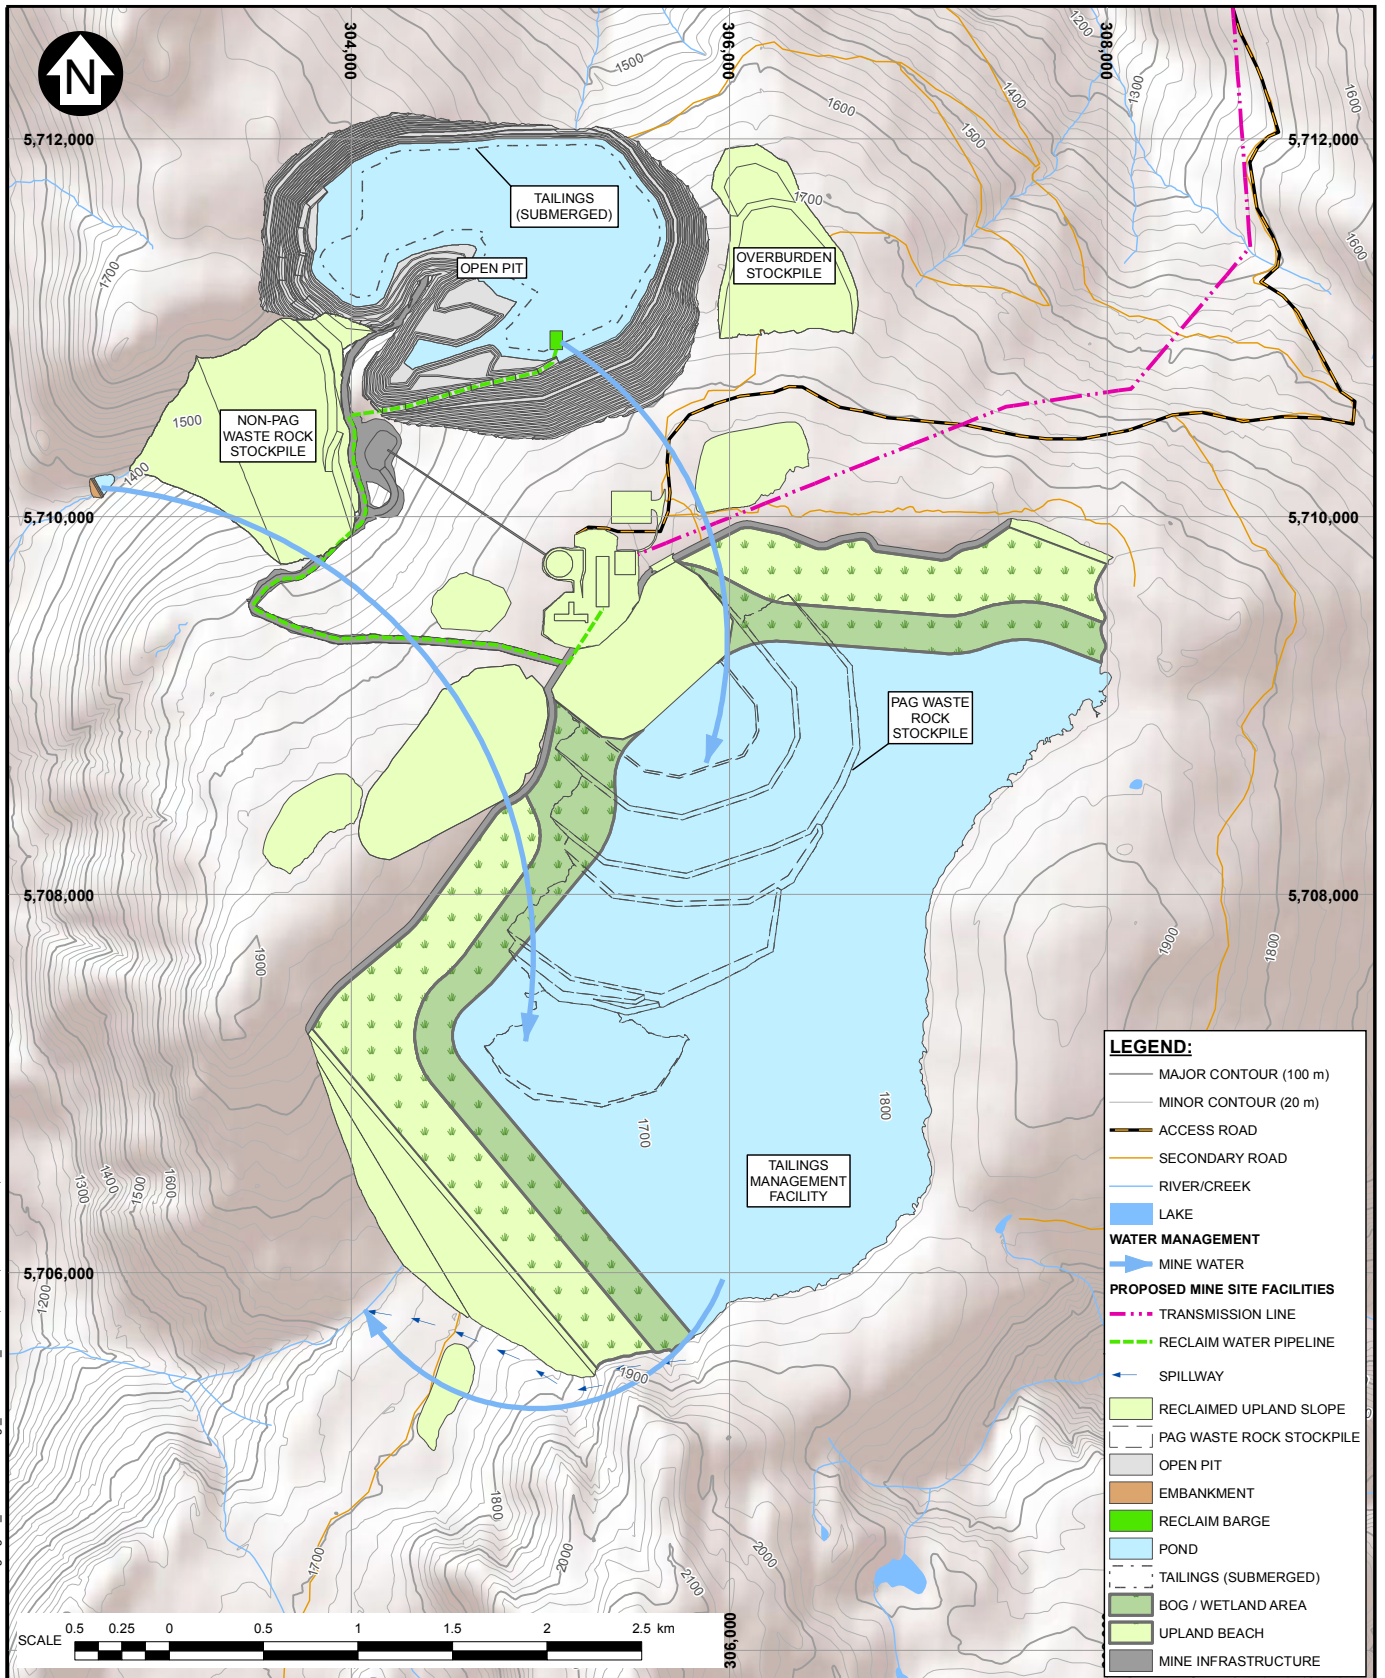 N
304,000
306,000
308,000
1200
1500
1400
1300
1600
1600
1500
5,712,000
5,712,000
TAILINGS
(SUBMERGED)
1700
1600
OPEN PIT
OVERBURDEN
STOCKPILE
1700
1500
NON-PAG
WASTE ROCK
STOCKPILE
1400
5,710,000
5,710,000
PAG WASTE
ROCK
STOCKPILE
5,708,000
5,708,000
1900
1900
1800
1800
1700
TAILINGS
MANAGEMENT
FACILITY
1300
1400
1500
1600
5,706,000
1200
1900
1800
1700
2000
2100
2000
LEGEND:
MAJOR CONTOUR (100 m)
MINOR CONTOUR (20 m)
ACCESS ROAD
SECONDARY ROAD
RIVER/CREEK
LAKE
WATER MANAGEMENT
MINE WATER
PROPOSED MINE SITE FACILITIES
TRANSMISSION LINE
RECLAIM WATER PIPELINE
SPILLWAY
RECLAIMED UPLAND SLOPE
PAG WASTE ROCK STOCKPILE
OPEN PIT
EMBANKMENT
RECLAIM BARGE
POND
TAILINGS (SUBMERGED)
BOG / WETLAND AREA
UPLAND BEACH
MINE INFRASTRUCTURE
SCALE
0.5 0.25 0 0.5 1 1.5 2 2.5 km
306,000